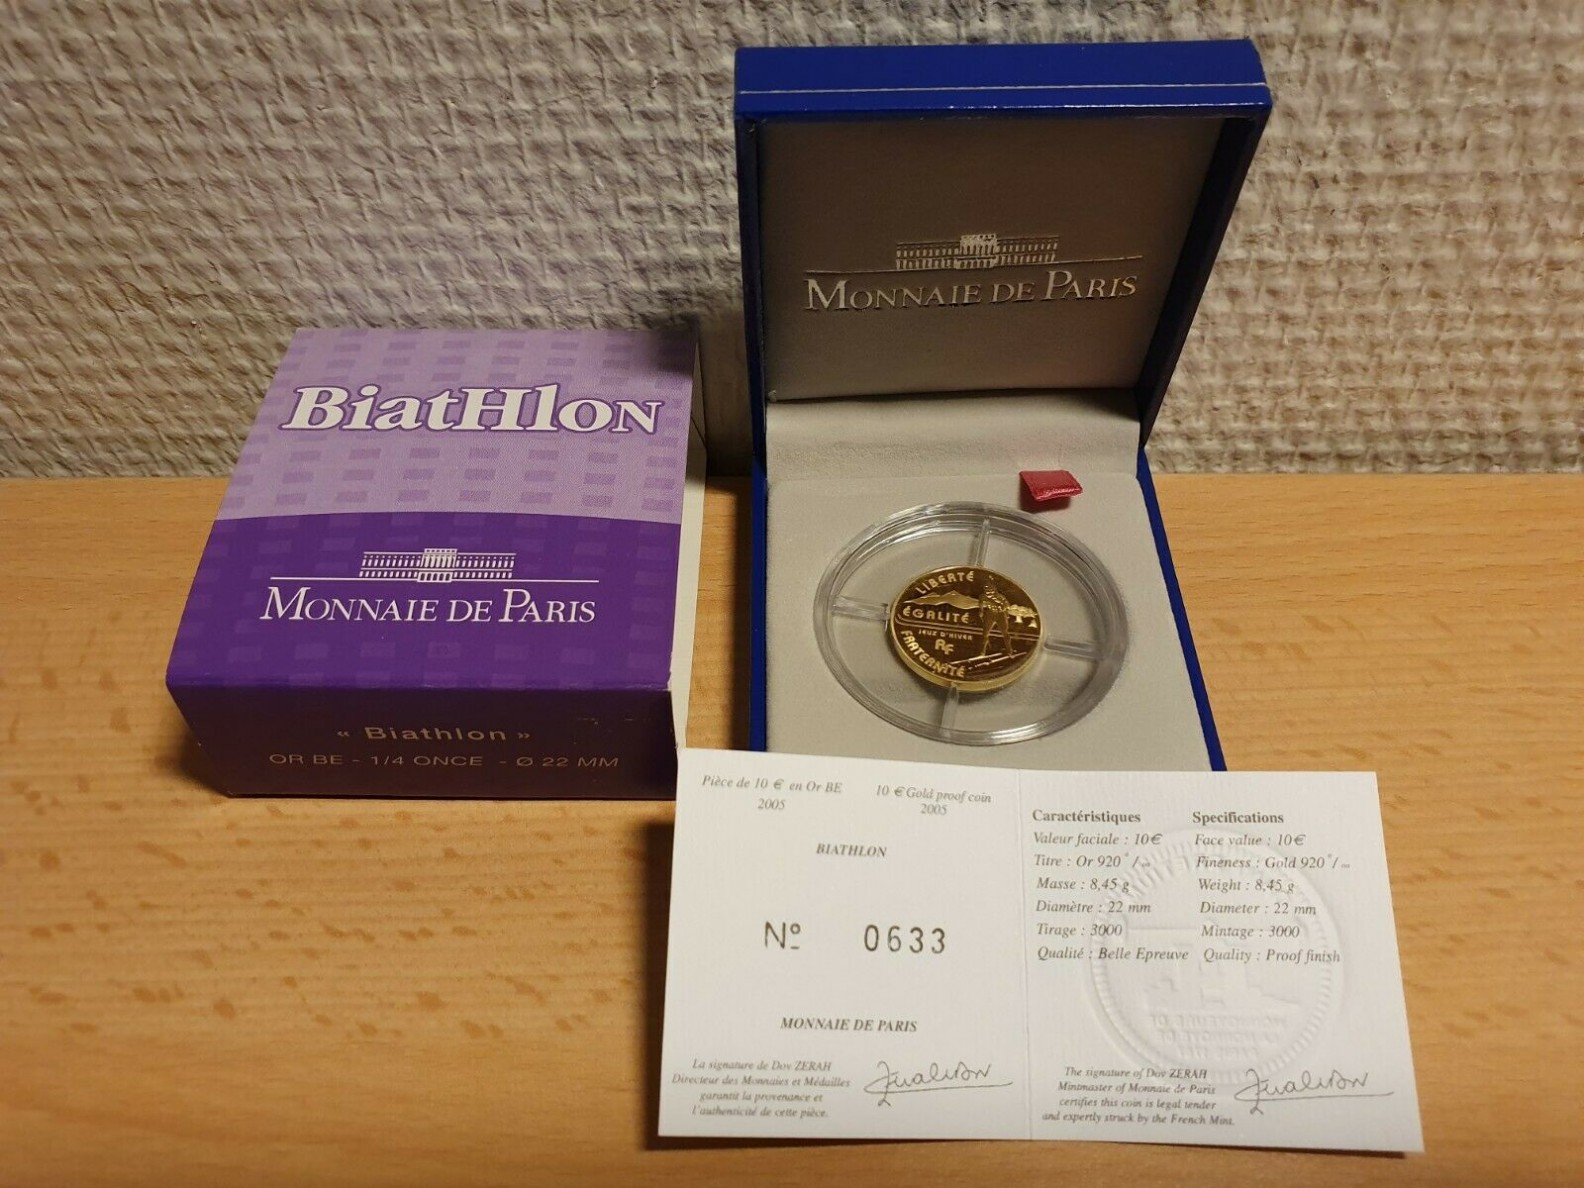 BiatHlon
MONNAIE DE PARIS
« Biathlon »
OR BE - 1/4 ONCE - Ø 22 MM
MONNAIE DE PARIS
LIBERTÉ
ÉGALITÉ
JEUX D'HIVER
RF
FRATERNITÉ
Pièce de 10 € en Or BE
2005
10 € Gold proof coin
2005
BIATHLON
Nº 0633
MONNAIE DE PARIS
La signature de Dov ZERAH
Directeur des Monnaies et Médailles
garantit la provenance et
l'authenticité de cette pièce.
Caractéristiques
Valeur faciale : 10 €
Titre : Or 920 °/...
Masse : 8,45 g
Diamètre : 22 mm
Tirage : 3000
Qualité : Belle Epreuve
Specifications
Face value : 10 €
Fineness : Gold 920 °/...
Weight : 8,45 g
Diameter : 22 mm
Mintage : 3000
Quality : Proof finish
The signature of Dov ZERAH
Mintmaster of Monnaie de Paris
certifies this coin is legal tender
and expertly struck by the French Mint.